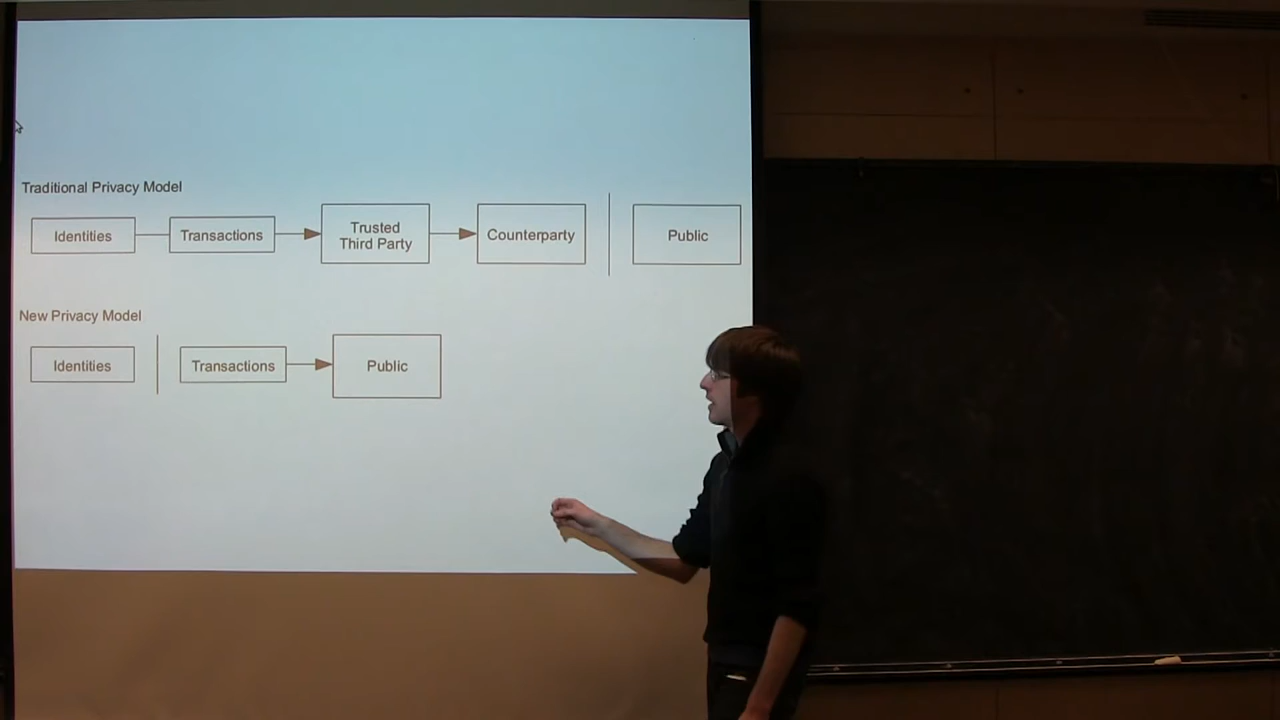 Traditional Privacy Model
Identities
Transactions
Trusted
Third Party
Counterparty
Public
New Privacy Model
Identities
Transactions
Public